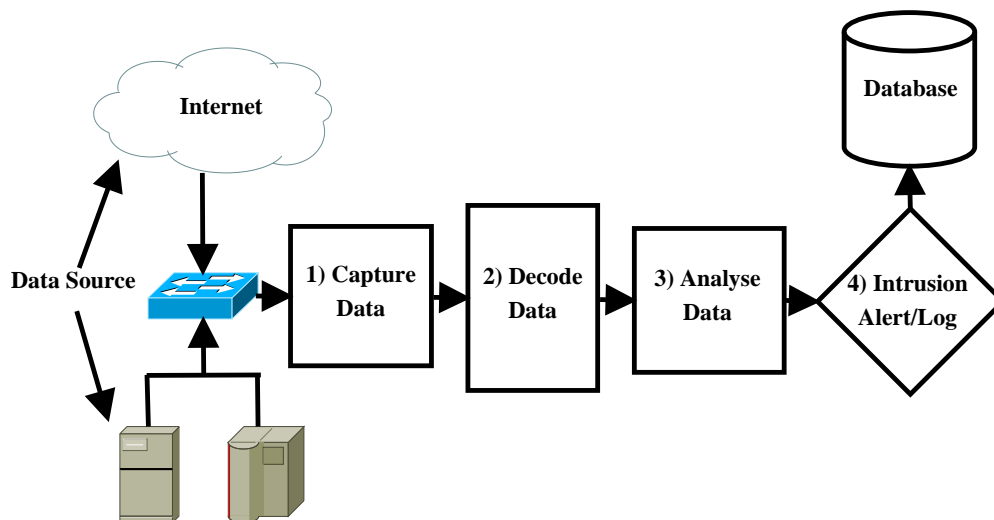 Internet
Database
Data Source
1) Capture
Data
2) Decode
Data
3) Analyse
Data
4) Intrusion
Alert/Log